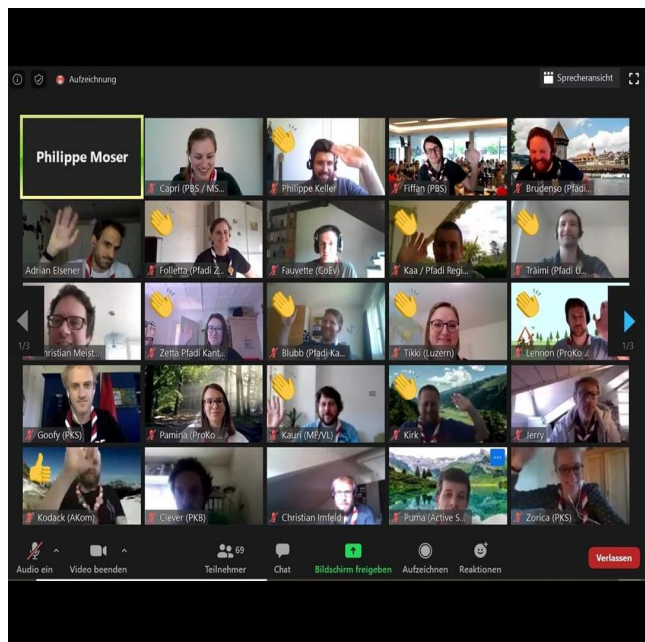 Aufzeichnung
Sprecheransicht
Philippe Moser
Capri (PBS / MS...
Philippe Keller
Fiffan (PBS)
Brudenso (Pfadi...
Adrian Elsener
Folletta (Pfadi Z...
Fauvette (CoEv)
Kaa / Pfadi Regi...
Träimi (Pfadi U...
1/3
ristian Meist...
Zetta Pfadi Kant...
Blubb (Pfadi Ka...
Tikki (Luzern)
Lennon (ProKo ...
1/3
Goofy (PKS)
Pamina (ProKo ...
Kauri (MF/VL)
Kirk
Jerry
Kodack (AKom)
Clever (PKB)
Christian Imfeld
Puma (Active S...
Zorica (PKS)
69
Audio ein
Video beenden
Teilnehmer
Chat
Bildschirm freigeben
Aufzeichnen
Reaktionen
Verlassen